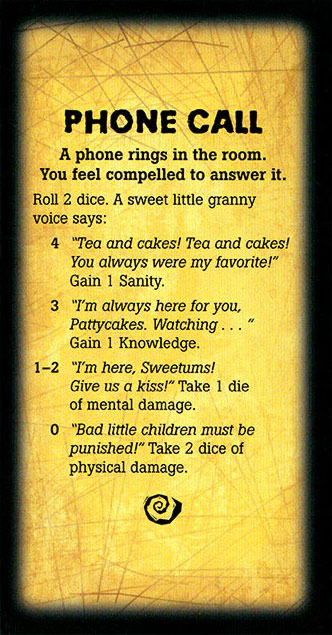 PHONE CALL
A phone rings in the room.
You feel compelled to answer it.
Roll 2 dice. A sweet little granny
voice says:
4 "Tea and cakes! Tea and cakes!
You always were my favorite!"
Gain 1 Sanity.
3 "I'm always here for you,
Pattycakes. Watching . . . "
Gain 1 Knowledge.
1–2 "I'm here, Sweetums!
Give us a kiss!" Take 1 die
of mental damage.
0 "Bad little children must be
punished!" Take 2 dice of
physical damage.